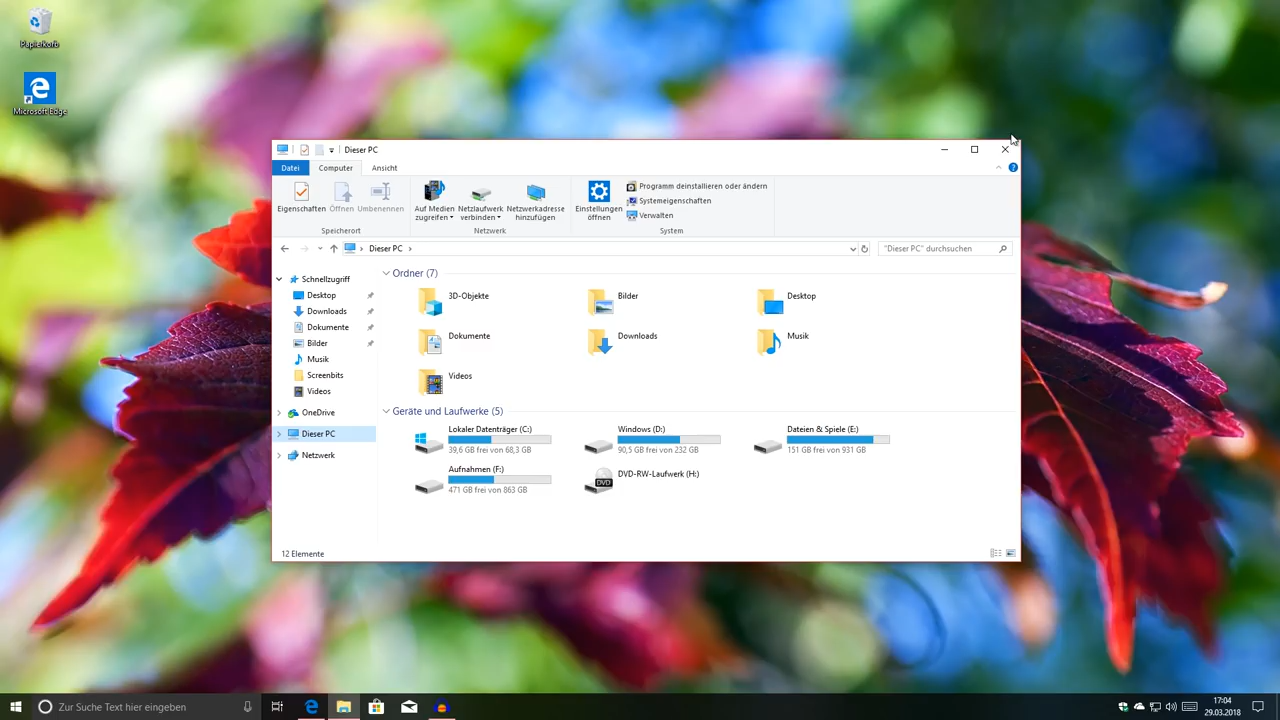 Papierkorb
Microsoft Edge
Dieser PC
Datei Computer Ansicht
Eigenschaften Öffnen Umbenennen
Speicherort
Auf Medien zugreifen
Netzlaufwerk verbinden
Netzwerkadresse hinzufügen
Netzwerk
Einstellungen öffnen
Programm deinstallieren oder ändern
Systemeigenschaften
Verwalten
System
Dieser PC
"Dieser PC" durchsuchen
Schnellzugriff
Desktop
Downloads
Dokumente
Bilder
Musik
Screenbits
Videos
OneDrive
Dieser PC
Netzwerk
Ordner (7)
3D-Objekte
Bilder
Desktop
Dokumente
Downloads
Musik
Videos
Geräte und Laufwerke (5)
Lokaler Datenträger (C:)
39,6 GB frei von 68,3 GB
Windows (D:)
90,5 GB frei von 232 GB
Dateien & Spiele (E:)
151 GB frei von 931 GB
Aufnahmen (F:)
471 GB frei von 863 GB
DVD
DVD-RW-Laufwerk (H:)
12 Elemente
Zur Suche Text hier eingeben
17:04
29.03.2018